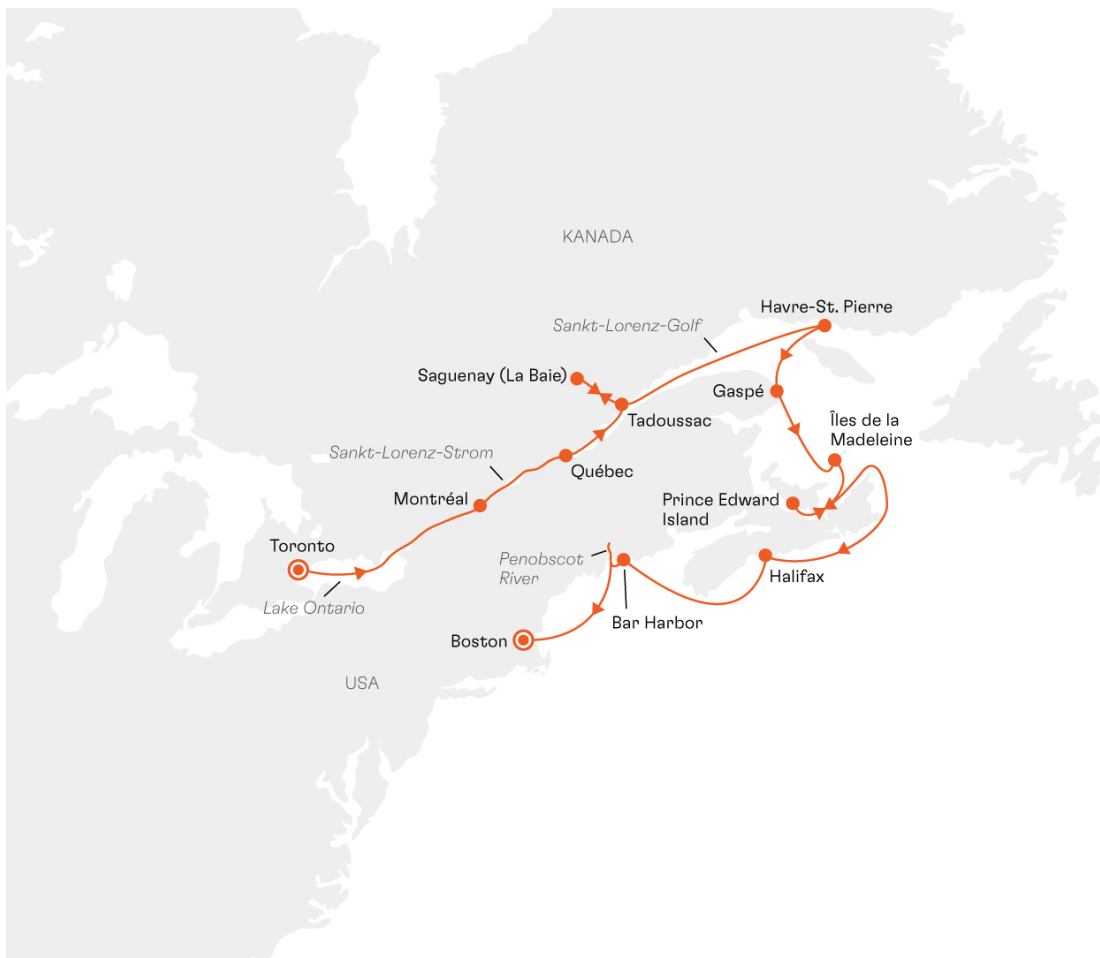 KANADA
Havre-St. Pierre
Sankt-Lorenz-Golf
Saguenay (La Baie)
Gaspé
Tadoussac
Îles de la
Madeleine
Sankt-Lorenz-Strom
Québec
Montréal
Prince Edward
Island
Toronto
Penobscot
River
Halifax
Lake Ontario
Bar Harbor
Boston
USA